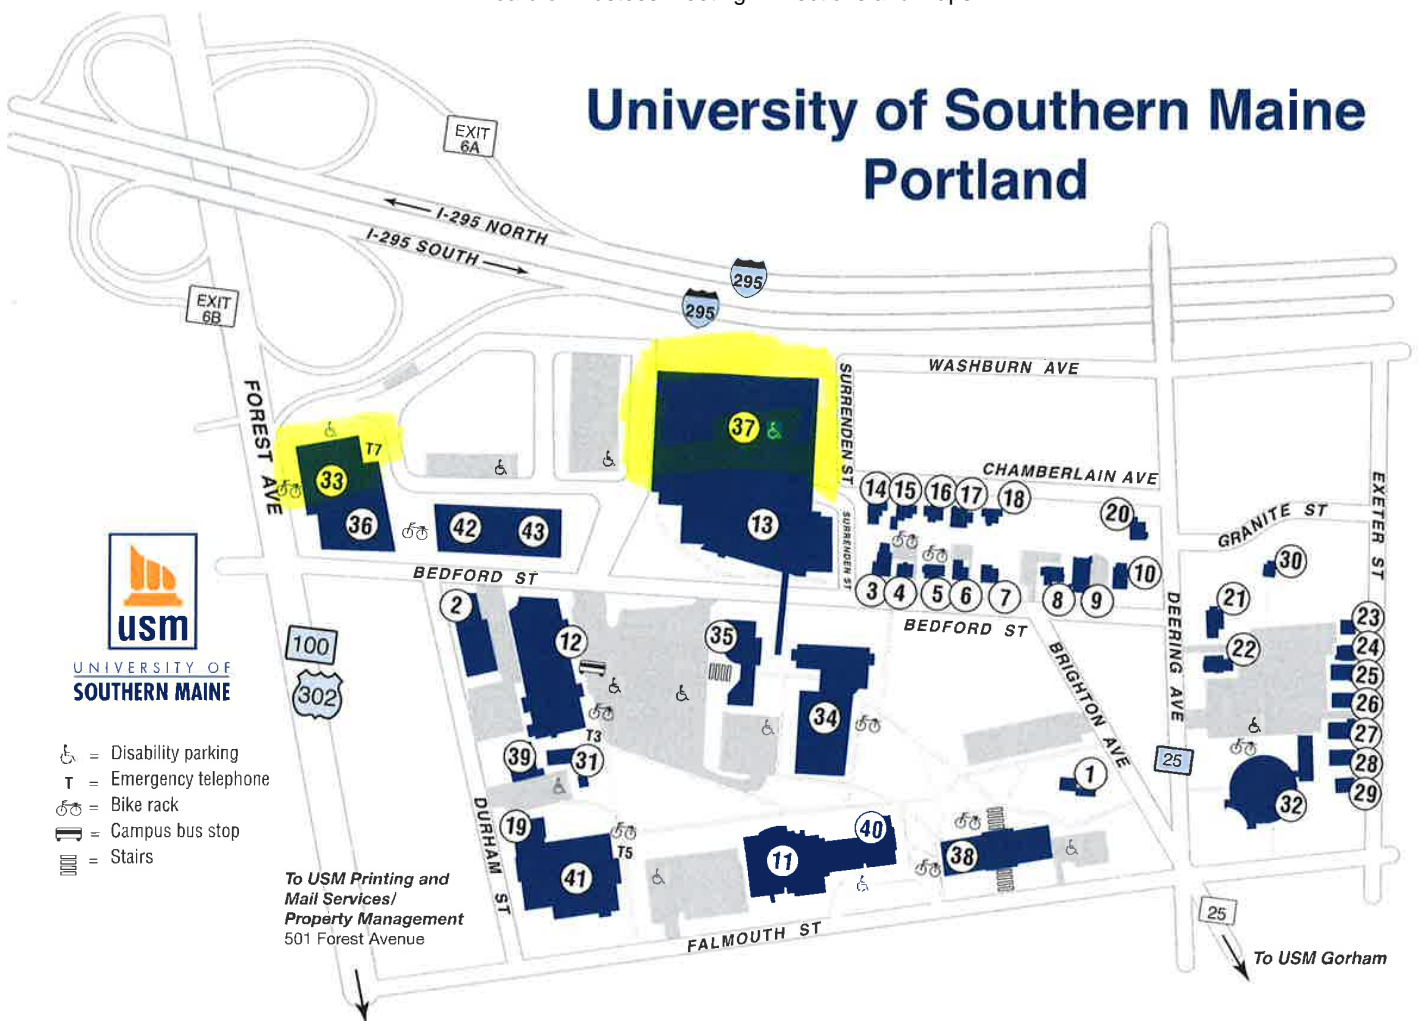 University of Southern Maine
Portland
EXIT
6A
I-295 NORTH
I-295 SOUTH
295
295
EXIT
6B
WASHBURN AVE
FOREST AVE
SURRENDEN ST
37
T7
33
36
42
43
13
CHAMBERLAIN AVE
14
15
16
17
18
20
GRANITE ST
EXETER ST
SURRENDEN ST
30
BEDFORD ST
3
4
5
6
7
8
9
10
BEDFORD ST
DEERING AVE
21
22
23
24
25
26
27
28
29
usm
UNIVERSITY OF
SOUTHERN MAINE
100
302
2
12
35
34
BRIGHTON AVE
25
1
32
= Disability parking
T = Emergency telephone
= Bike rack
= Campus bus stop
= Stairs
T3
39
31
DURHAM ST
19
41
T5
11
40
38
To USM Printing and
Mail Services/
Property Management
501 Forest Avenue
FALMOUTH ST
25
To USM Gorham